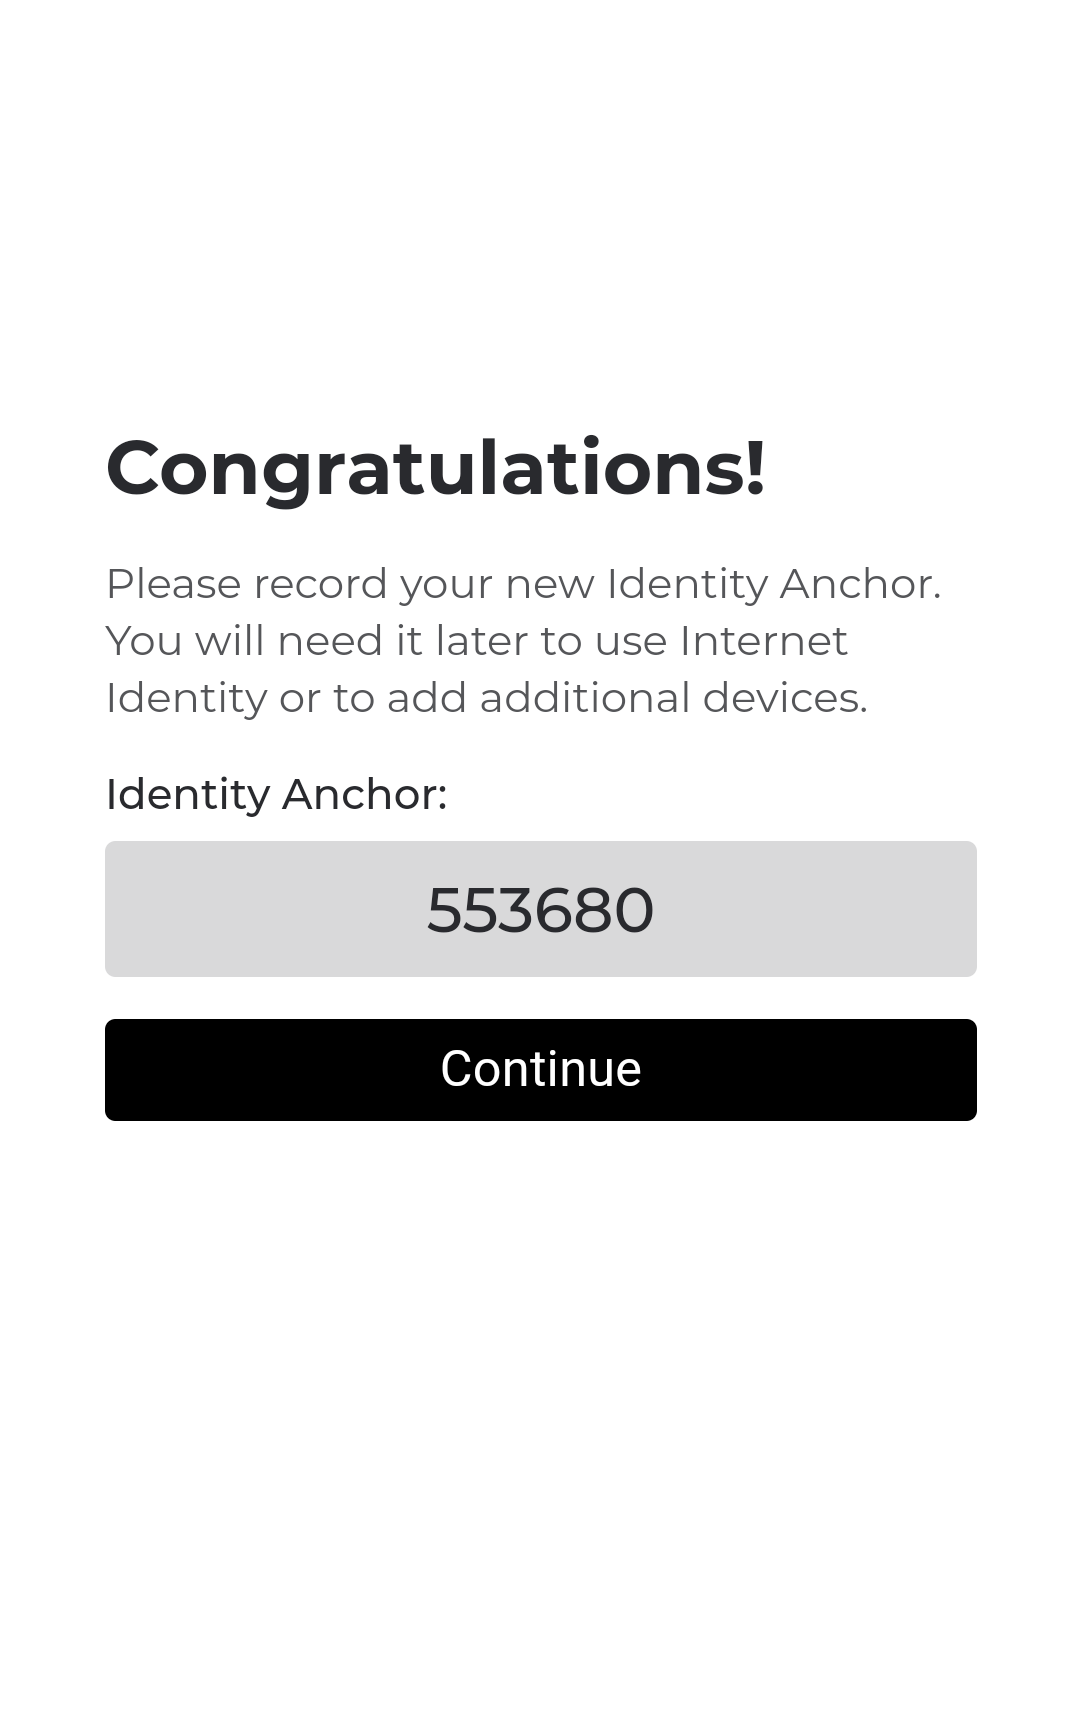 Congratulations!
Please record your new Identity Anchor.
You will need it later to use Internet
Identity or to add additional devices.
Identity Anchor:
553680
Continue